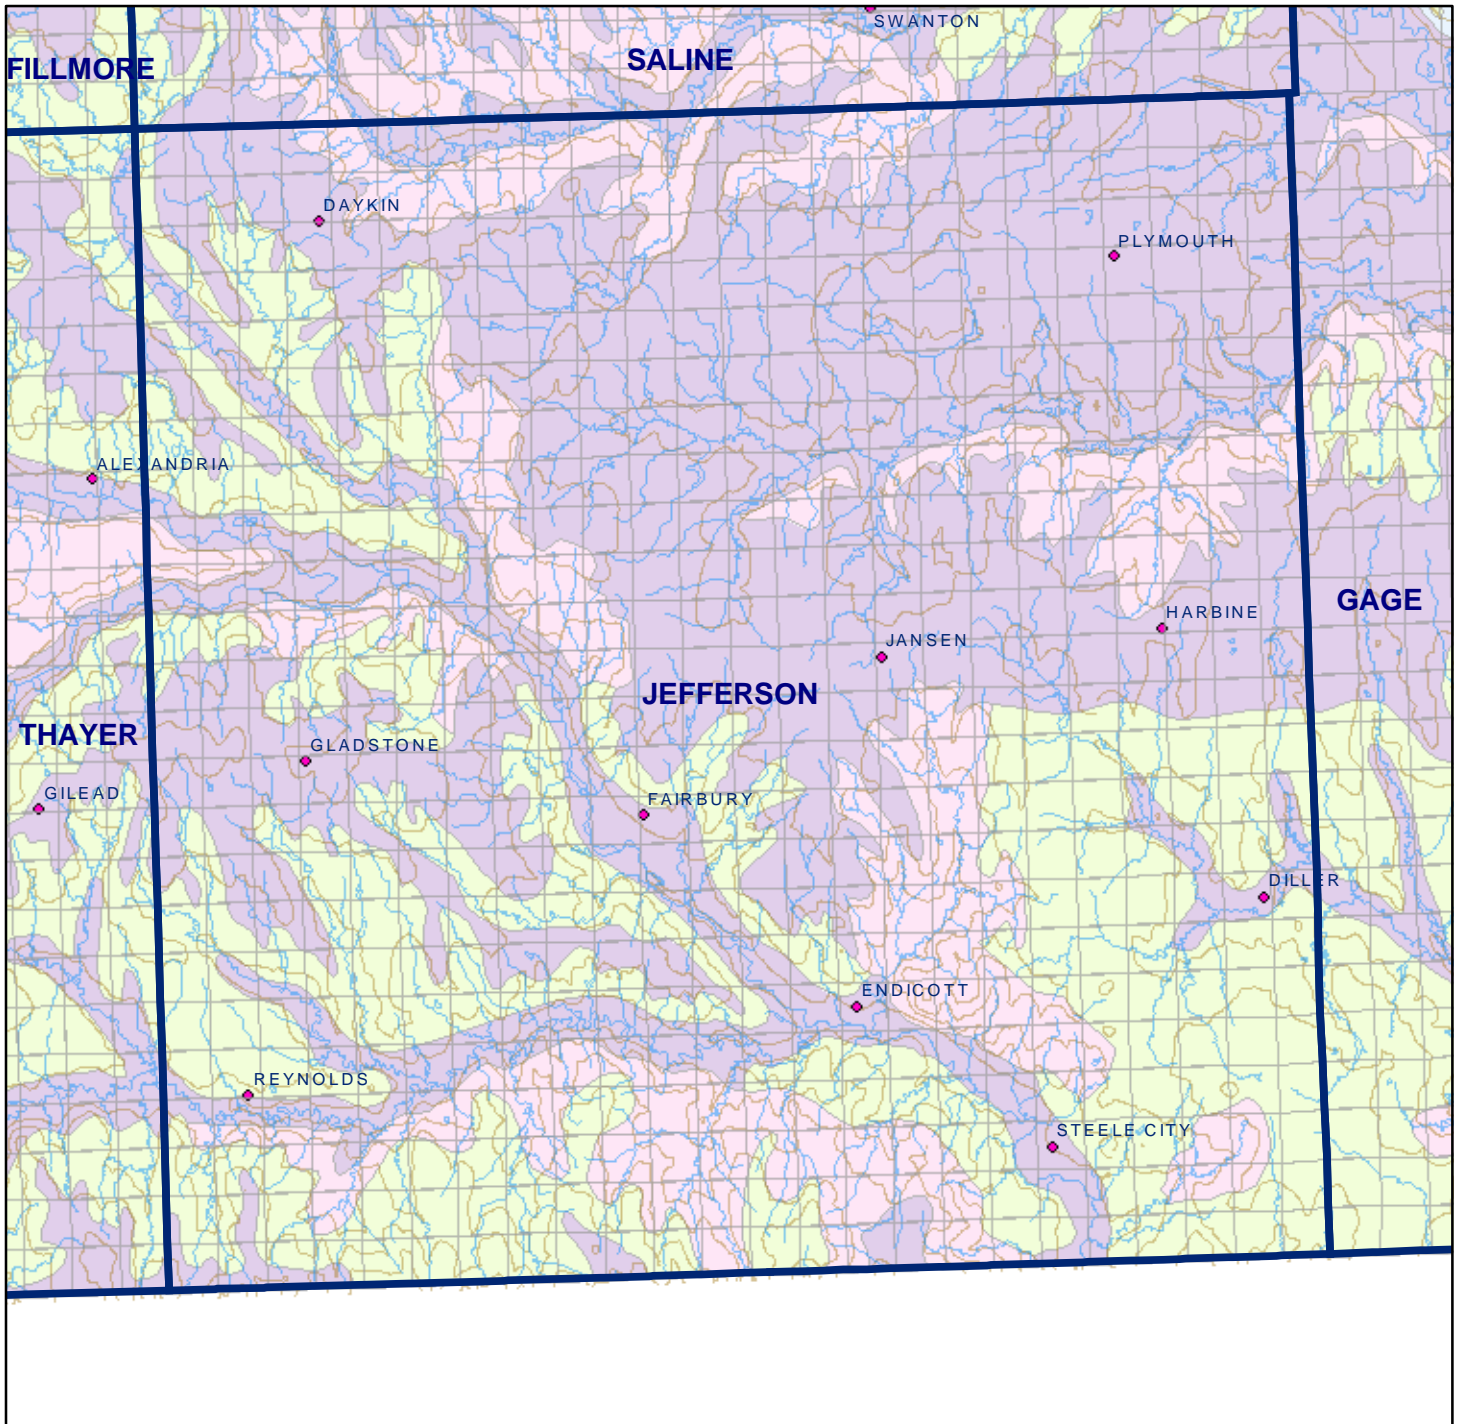 SWANTON
SALINE
FILLMORE
DAYKIN
PLYMOUTH
ALEXANDRIA
GAGE
HARBINE
JANSEN
JEFFERSON
THAYER
GLADSTONE
GILEAD
FAIRBURY
DILLER
ENDICOTT
REYNOLDS
STEELE CITY